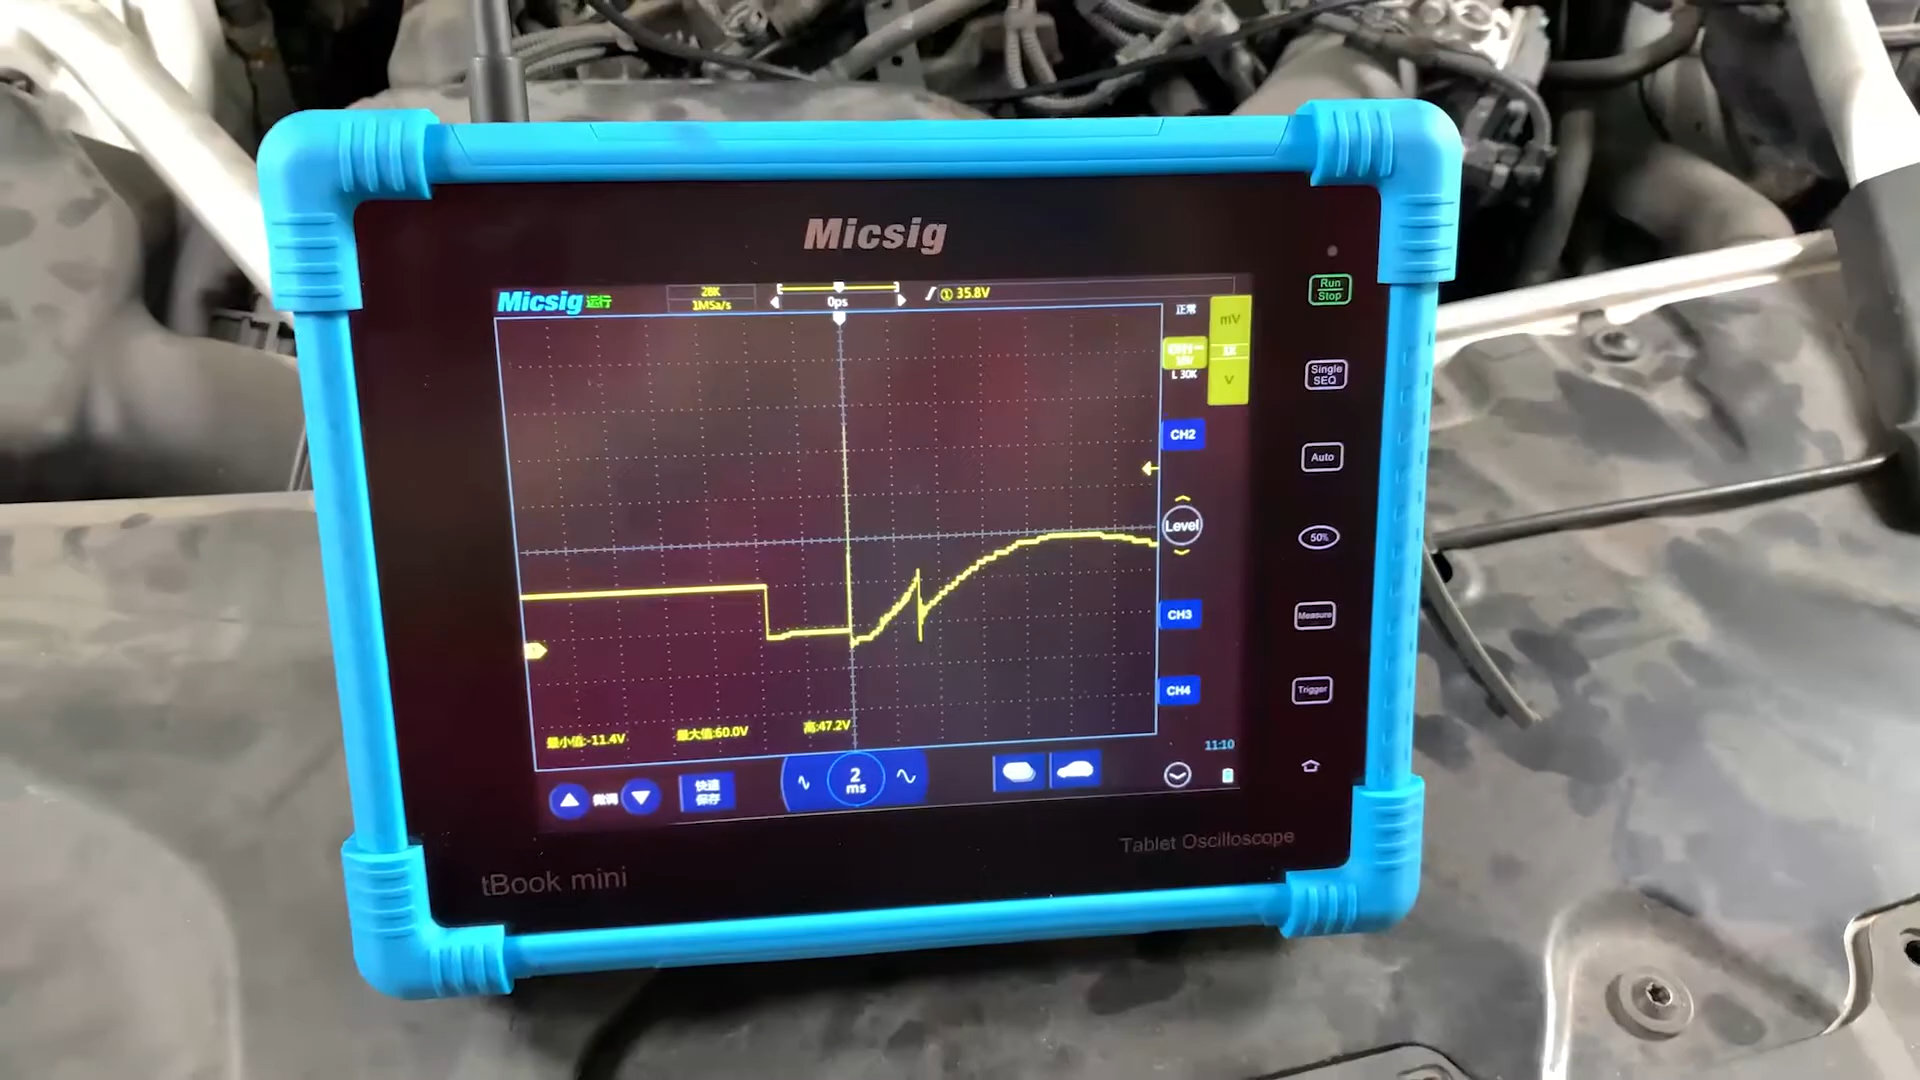 Micsig
Micsig 运行
28K
1MSa/s
0ps
① 35.8V
正常
mV
1X
V
10V
L 30K
CH2
Level
CH3
CH4
最小值:-11.4V
最大值:60.0V
高:47.2V
微调
快速
保存
2
ms
11:10
Run
Stop
Single
SEQ
Auto
50%
Measure
Trigger
tBook mini
Tablet Oscilloscope